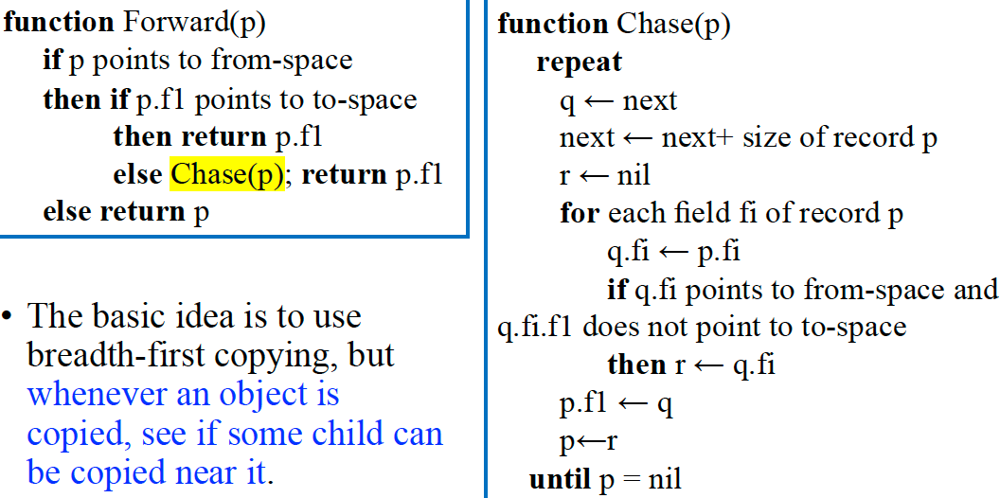 function Forward(p)
if p points to from-space
then if p.f1 points to to-space
then return p.f1
else Chase(p); return p.f1
else return p
• The basic idea is to use
breadth-first copying, but
whenever an object is
copied, see if some child can
be copied near it.
function Chase(p)
repeat
q ← next
next ← next+ size of record p
r ← nil
for each field fi of record p
q.fi ← p.fi
if q.fi points to from-space and
q.fi.f1 does not point to to-space
then r ← q.fi
p.f1 ← q
p←r
until p = nil